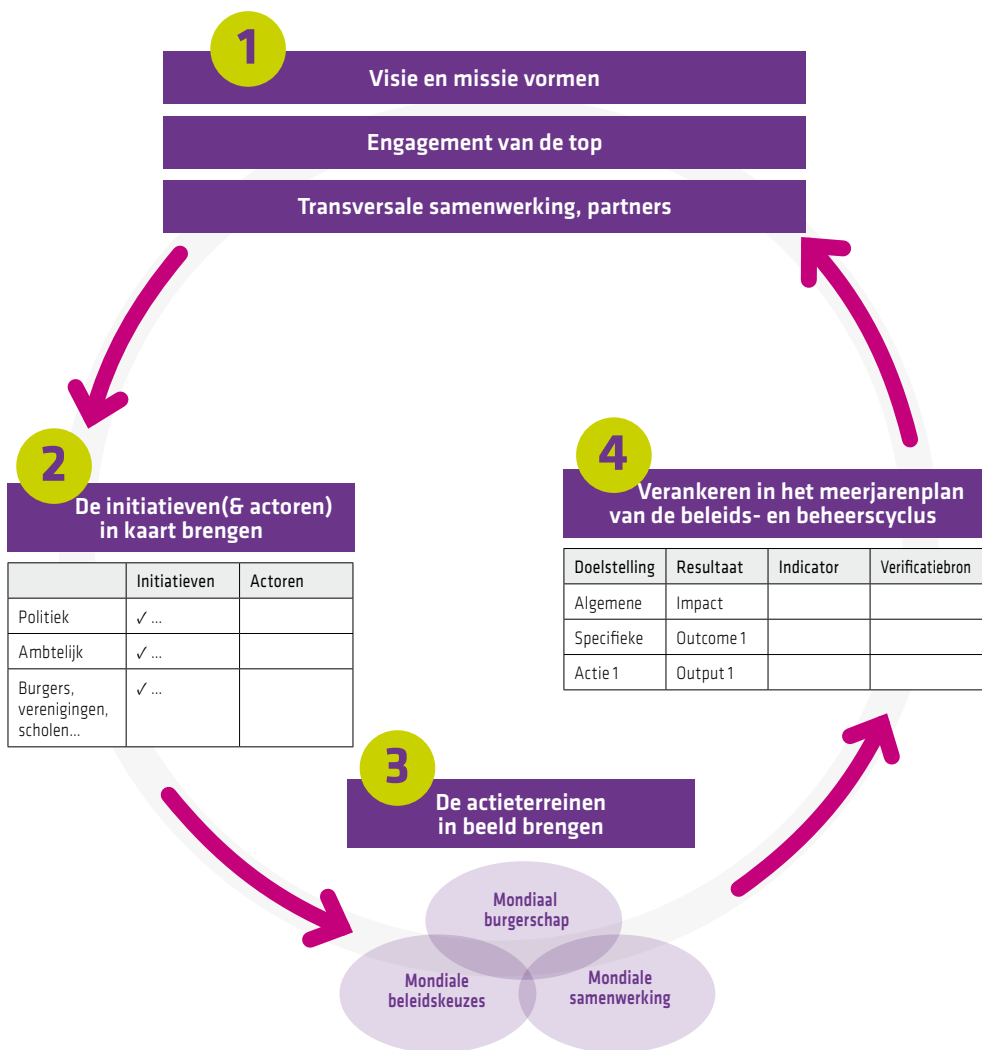 1
Visie en missie vormen
Engagement van de top
Transversale samenwerking, partners
2
De initiatieven(& actoren)
in kaart brengen
Initiatieven Actoren
Politiek ✓ ...
Ambtelijk ✓ ...
Burgers, ✓ ...
verenigingen,
scholen...
3
De actieterreinen
in beeld brengen
Mondiaal
burgerschap
Mondiale
beleidskeuzes
Mondiale
samenwerking
4
Verankeren in het meerjarenplan
van de beleids- en beheerscyclus
Doelstelling Resultaat Indicator Verificatiebron
Algemene Impact
Specifieke Outcome 1
Actie 1 Output 1